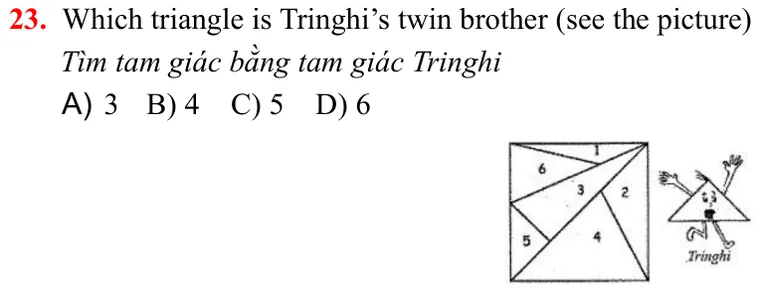 23. Which triangle is Tringhi’s twin brother (see the picture)
Tìm tam giác bằng tam giác Tringhi
A) 3 B) 4 C) 5 D) 6
1
6
3
2
5
4
Tringhi